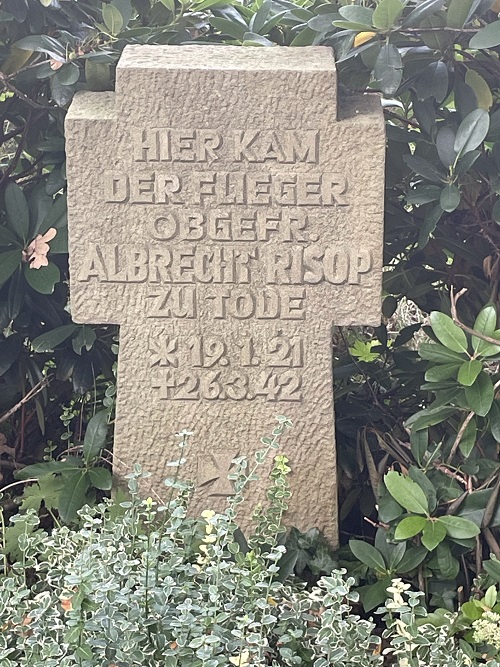 HIER KAM
DER FLIEGER
OBGEFR.
ALBRECHT RISOP
ZU TODE
* 19.1.21
+26.3.42